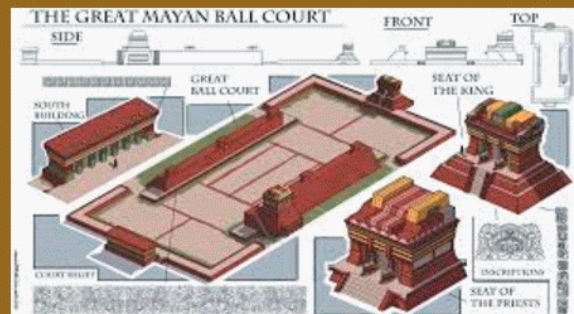 THE GREAT MAYAN BALL COURT
SIDE
FRONT
TOP
GREAT
BALL COURT
SEAT OF
THE KING
SOUTH
BUILDING
COURT RELIEF
INSCRIPTIONS
SEAT OF
THE PRIESTS